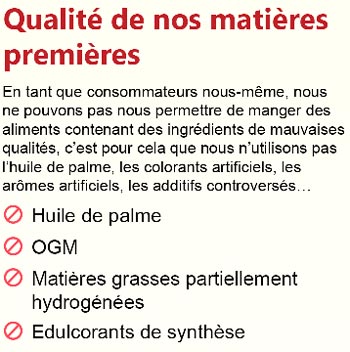 Qualité de nos matières
premières
En tant que consommateurs nous-même, nous
ne pouvons pas nous permettre de manger des
aliments contenant des ingrédients de mauvaises
qualités, c'est pour cela que nous n'utilisons pas
l'huile de palme, les colorants artificiels, les
arômes artificiels, les additifs controversés…
Huile de palme
OGM
Matières grasses partiellement
hydrogénées
Edulcorants de synthèse